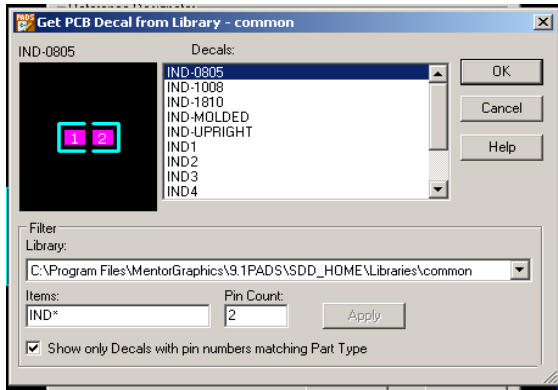 PADS Get PCB Decal from Library - common
IND-0805
Decals:
IND-0805
IND-1008
IND-1810
IND-MOLDED
IND-UPRIGHT
IND1
IND2
IND3
IND4
OK
Cancel
Help
1 2
Filter
Library:
C:\Program Files\MentorGraphics\9.1PADS\SDD_HOME\Libraries\common
Items:
Pin Count:
IND*
2
Apply
Show only Decals with pin numbers matching Part Type